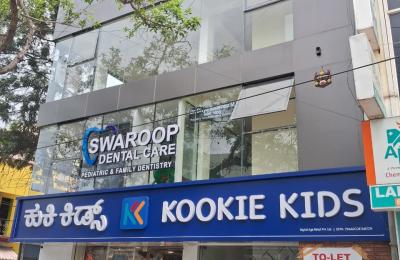 SWAROOP
DENTAL CARE
PEDIATRIC & FAMILY DENTISTRY
ಕುಕಿ ಕಿಡ್ಸ್ K KOOKIE KIDS
TO-LET